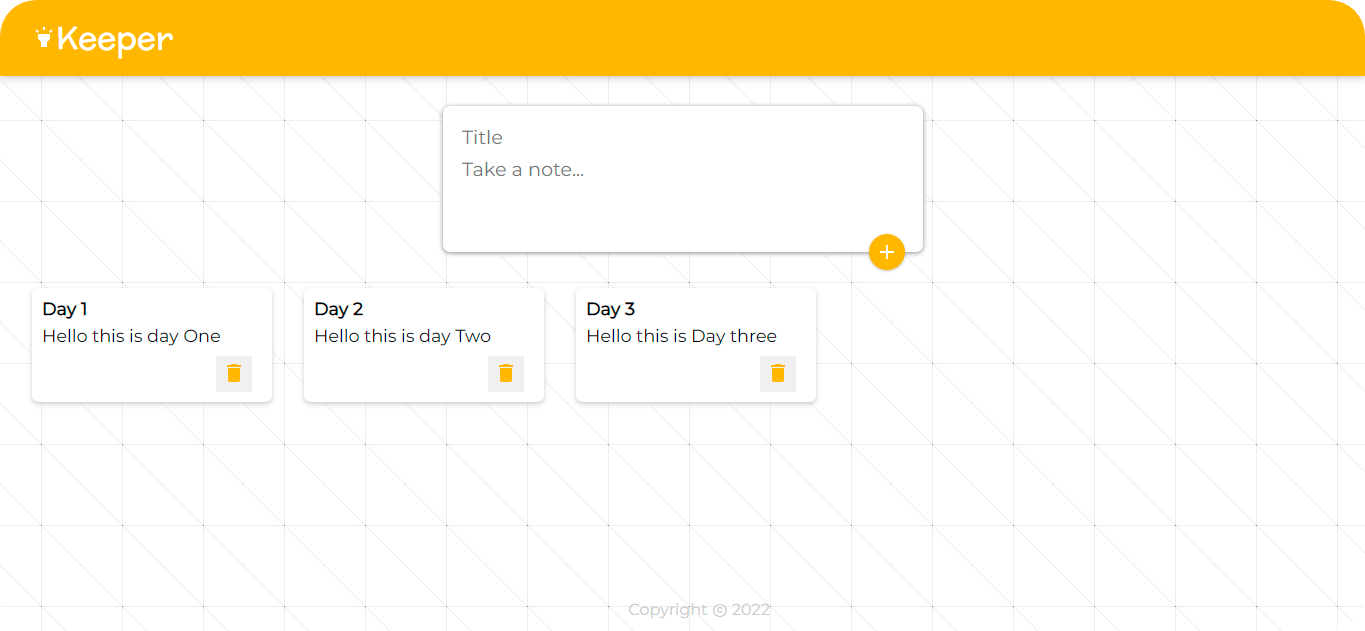 Keeper
Title
Take a note...
Day 1
Hello this is day One
Day 2
Hello this is day Two
Day 3
Hello this is Day three
Copyright © 2022